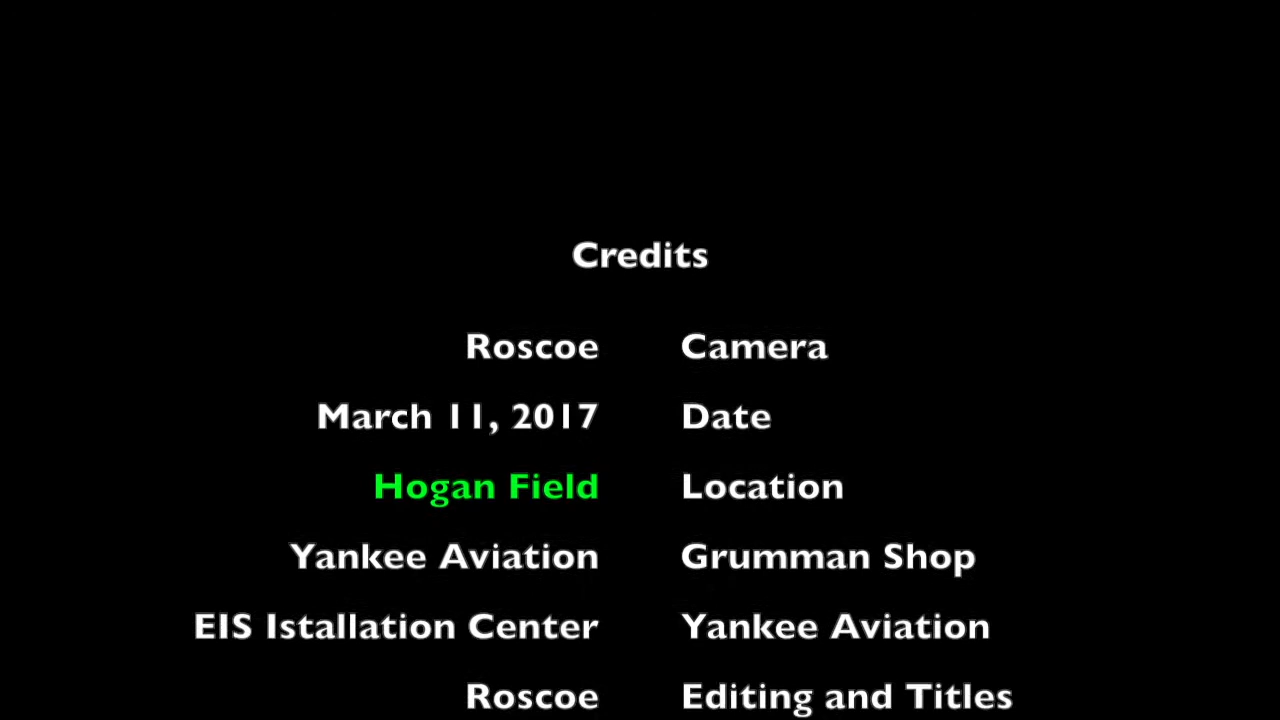 Credits
Roscoe Camera
March 11, 2017 Date
Hogan Field Location
Yankee Aviation Grumman Shop
EIS Istallation Center Yankee Aviation
Roscoe Editing and Titles